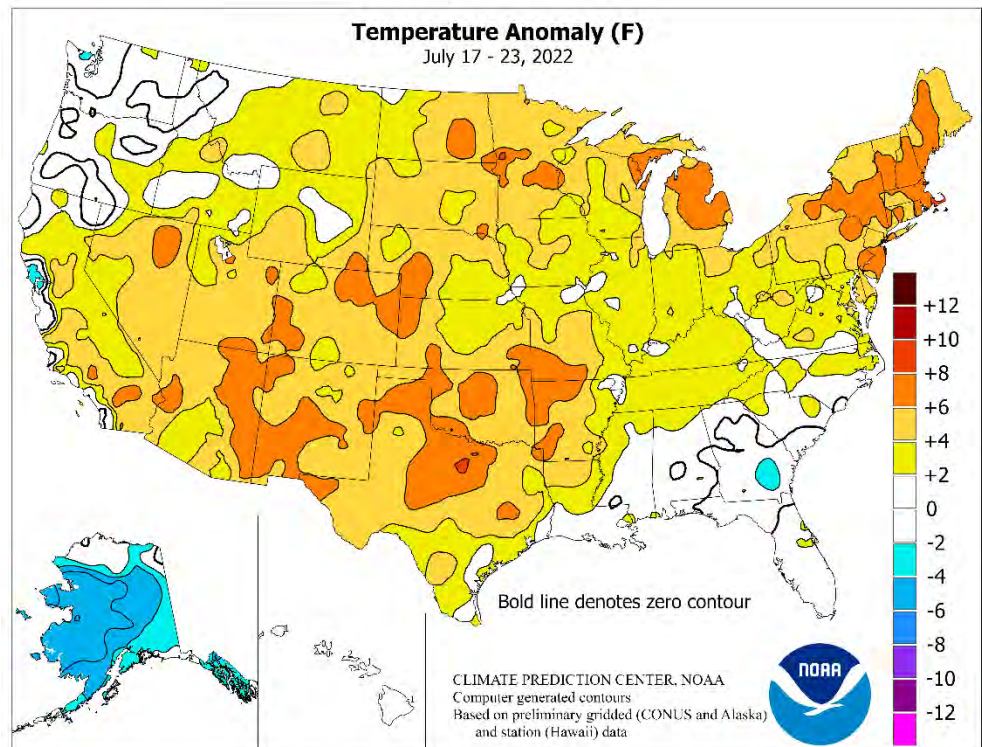 Temperature Anomaly (F)
July 17 - 23, 2022
+12
+10
+8
+6
+4
+2
0
-2
-4
-6
-8
-10
-12
Bold line denotes zero contour
CLIMATE PREDICTION CENTER, NOAA
Computer generated contours
Based on preliminary gridded (CONUS and Alaska)
and station (Hawaii) data
NOAA